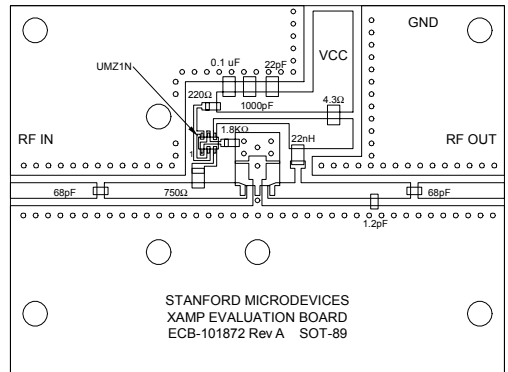 GND
VCC
0.1 uF
22pF
UMZ1N
220Ω
1000pF
4.3Ω
RF IN
1.8KΩ
22nH
RF OUT
1
68pF
750Ω
68pF
1.2pF
STANFORD MICRODEVICES
XAMP EVALUATION BOARD
ECB-101872 Rev A SOT-89